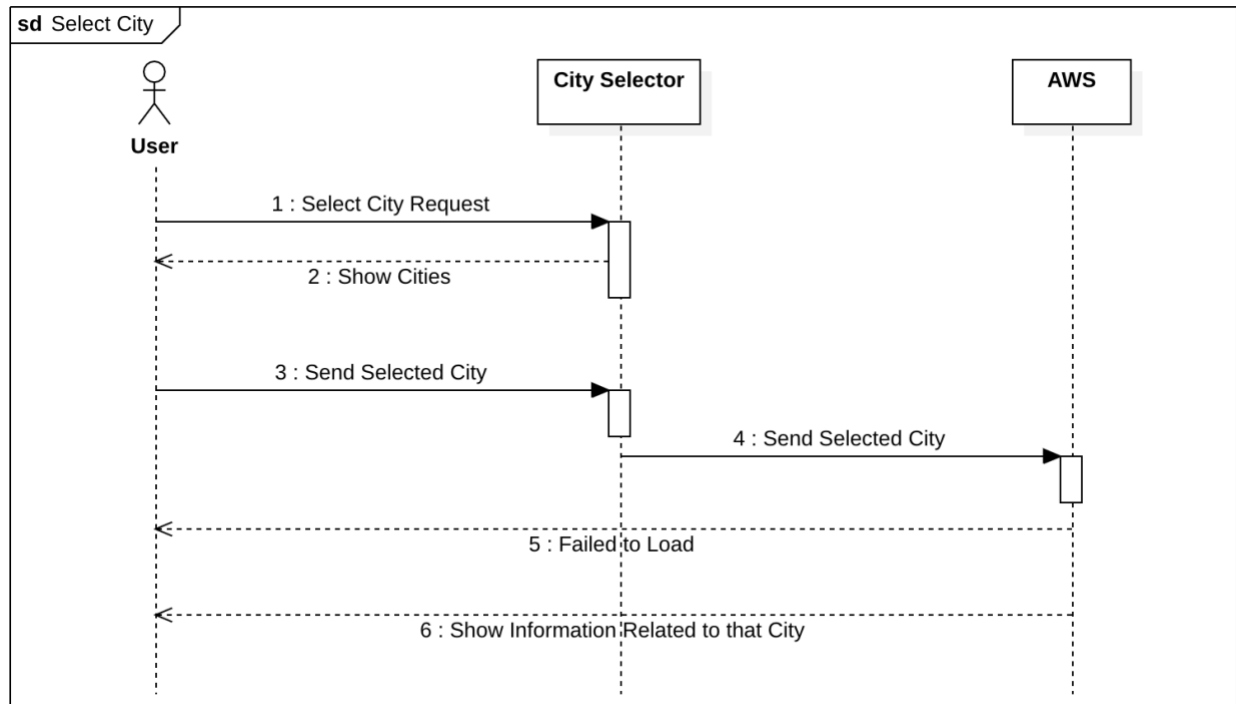 sd Select City
City Selector
AWS
User
1 : Select City Request
2 : Show Cities
3 : Send Selected City
4 : Send Selected City
5 : Failed to Load
6 : Show Information Related to that City